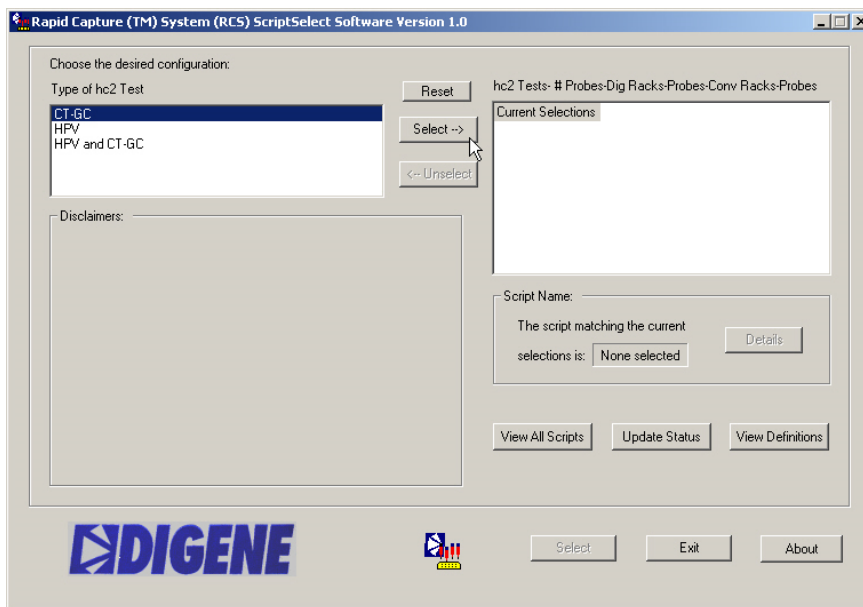 Rapid Capture (TM) System (RCS) ScriptSelect Software Version 1.0
Choose the desired configuration:
Type of hc2 Test
CT-GC
HPV
HPV and CT-GC
Reset
Select -->
<-- Unselect
hc2 Tests- # Probes-Dig Racks-Probes-Conv Racks-Probes
Current Selections
Disclaimers:
Script Name:
The script matching the current
selections is: None selected
Details
View All Scripts
Update Status
View Definitions
DIGENE
Select
Exit
About